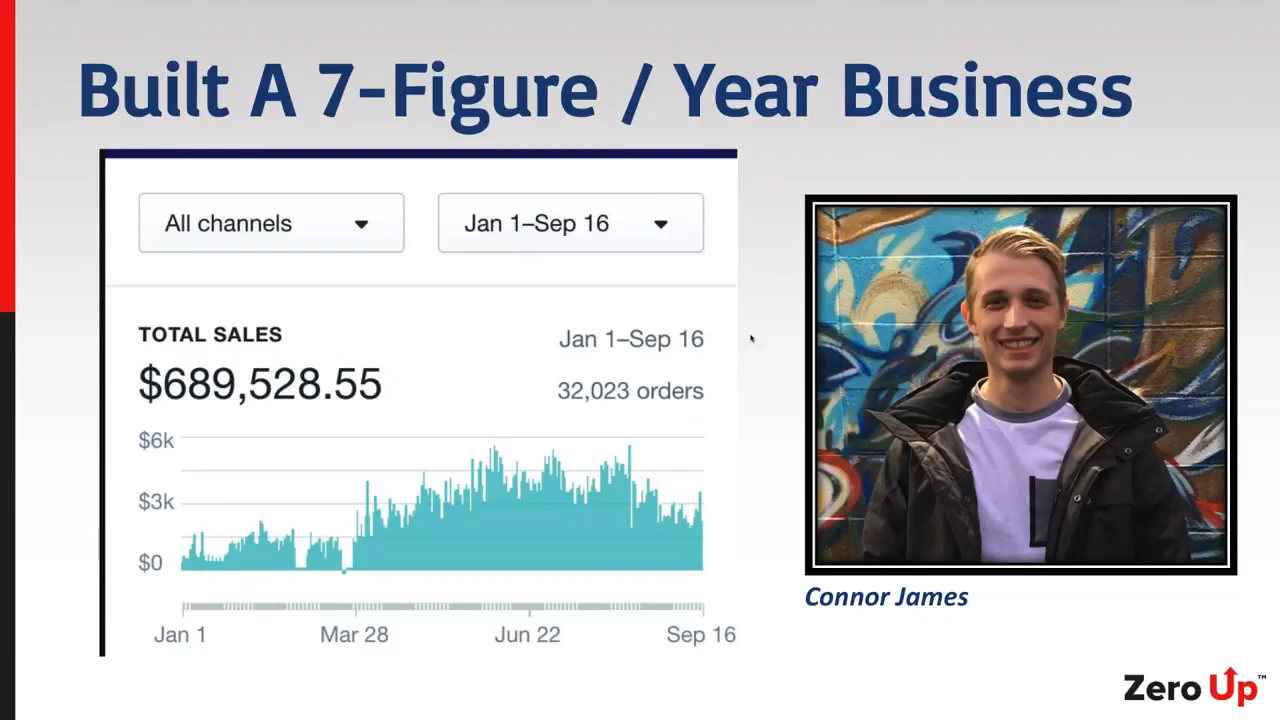 Built A 7-Figure / Year Business
All channels
Jan 1–Sep 16
TOTAL SALES
Jan 1–Sep 16
$689,528.55
32,023 orders
$6k
$3k
$0
Jan 1
Mar 28
Jun 22
Sep 16
Connor James
Zero Up™